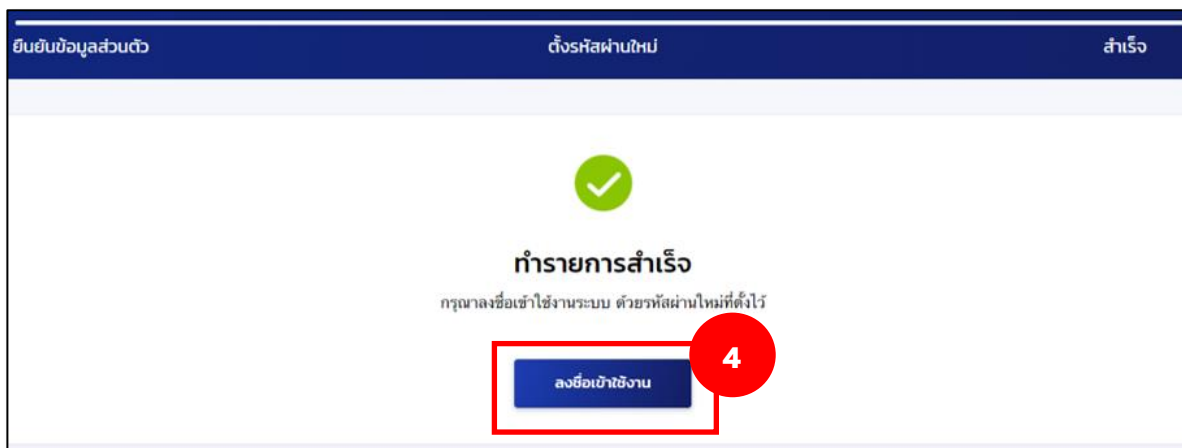 ยืนยันข้อมูลส่วนตัว ตั้งรหัสผ่านใหม่ สำเร็จ
ทำรายการสำเร็จ
กรุณาลงชื่อเข้าใช้งานระบบ ด้วยรหัสผ่านใหม่ที่ตั้งไว้
4
ลงชื่อเข้าใช้งาน